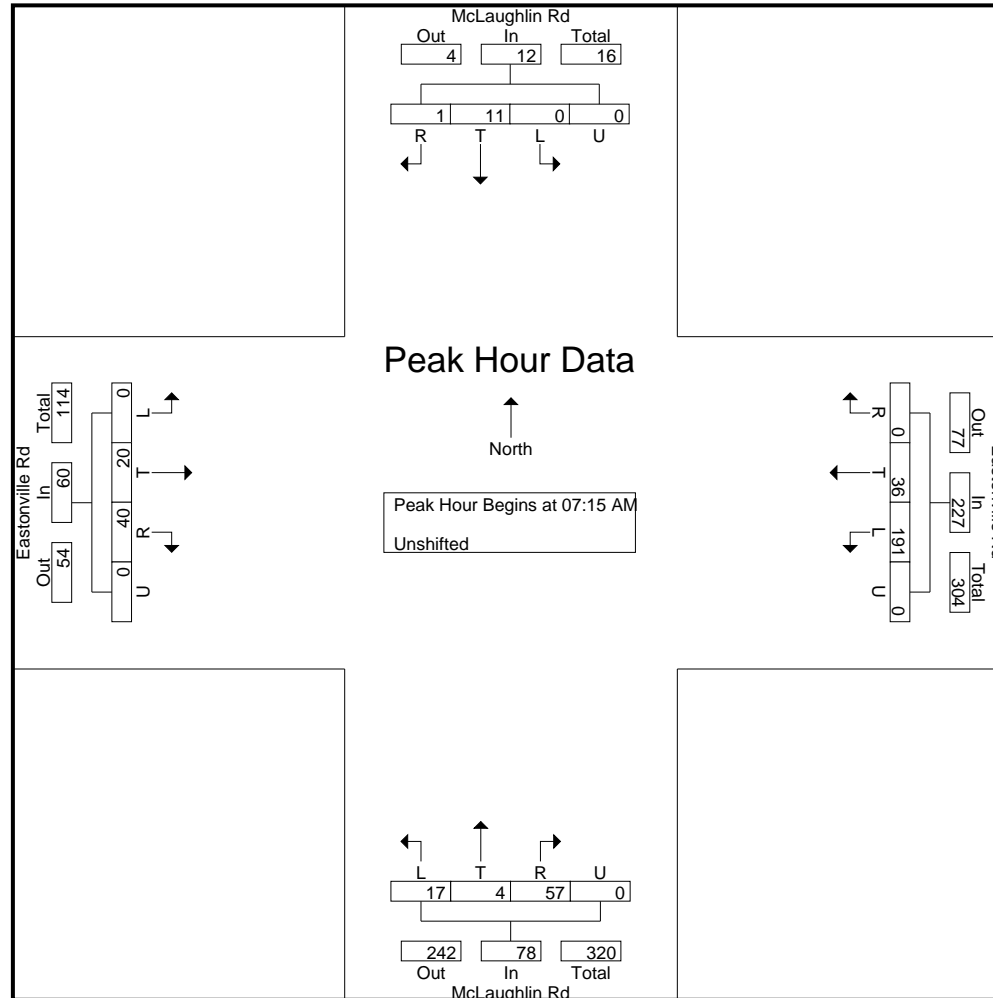 McLaughlin Rd
Out In Total
4 12 16
1 11 0 0
R T L U
Peak Hour Data
North
Peak Hour Begins at 07:15 AM
Unshifted
Eastonville Rd
Total In Out
114 60 54
0 20 40 0
L T R U
R T L U
0 36 191 0
Out In Total
77 227 304
L T R U
17 4 57 0
242 78 320
Out In Total
McLaughlin Rd